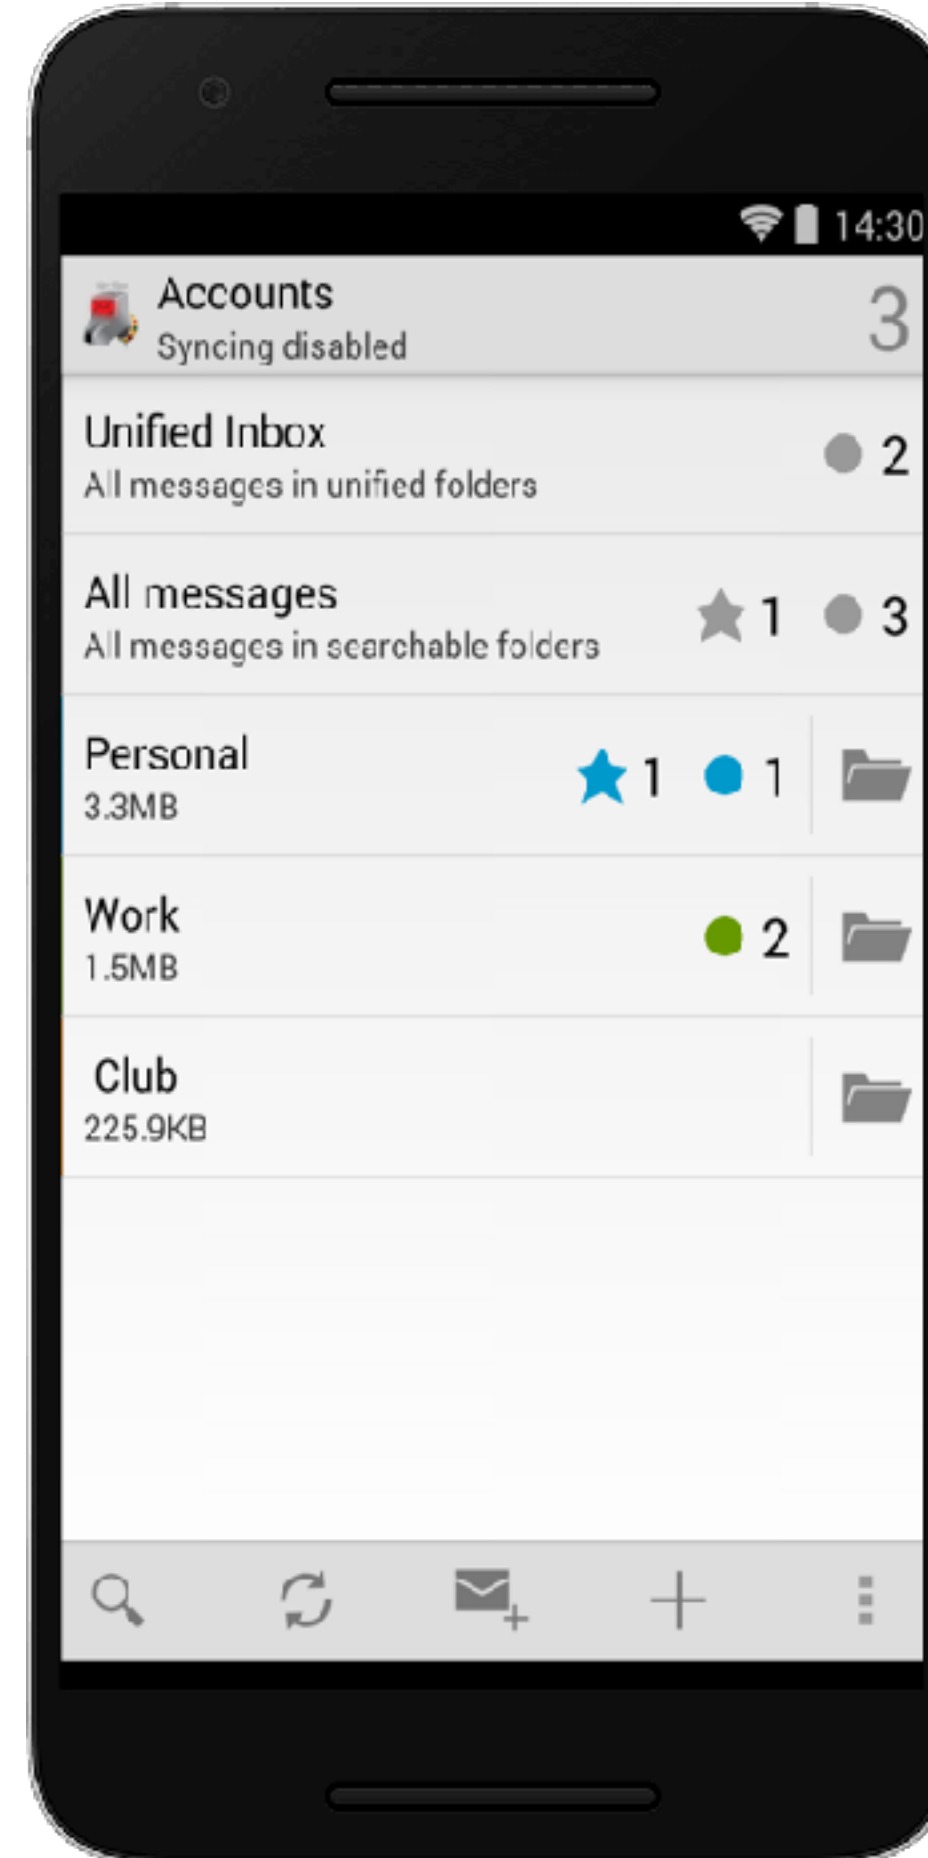 14:30
Accounts
Syncing disabled
3
Unified Inbox
2
All messages in unified folders
All messages
1 3
All messages in searchable folders
Personal
1 1
3.3MB
Work
2
1.5MB
Club
225.9KB